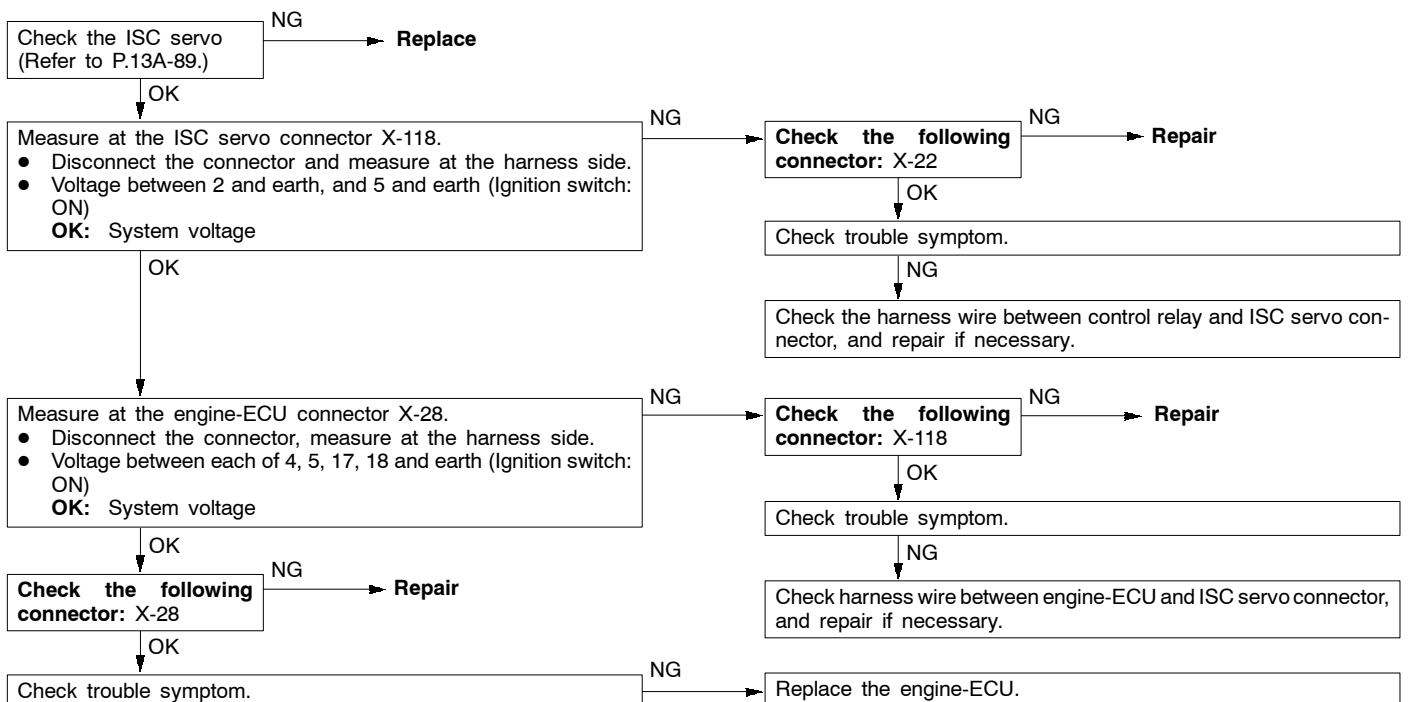 NG
Check the ISC servo
(Refer to P.13A-89.)
Replace
OK
Measure at the ISC servo connector X-118.
● Disconnect the connector and measure at the harness side.
● Voltage between 2 and earth, and 5 and earth (Ignition switch:
ON)
OK: System voltage
NG
Check the following
connector: X-22
NG
Repair
OK
Check trouble symptom.
NG
Check the harness wire between control relay and ISC servo con-
nector, and repair if necessary.
OK
Measure at the engine-ECU connector X-28.
● Disconnect the connector, measure at the harness side.
● Voltage between each of 4, 5, 17, 18 and earth (Ignition switch:
ON)
OK: System voltage
NG
Check the following
connector: X-118
NG
Repair
OK
Check trouble symptom.
NG
Check harness wire between engine-ECU and ISC servo connector,
and repair if necessary.
OK
Check the following
connector: X-28
NG
Repair
OK
Check trouble symptom.
NG
Replace the engine-ECU.